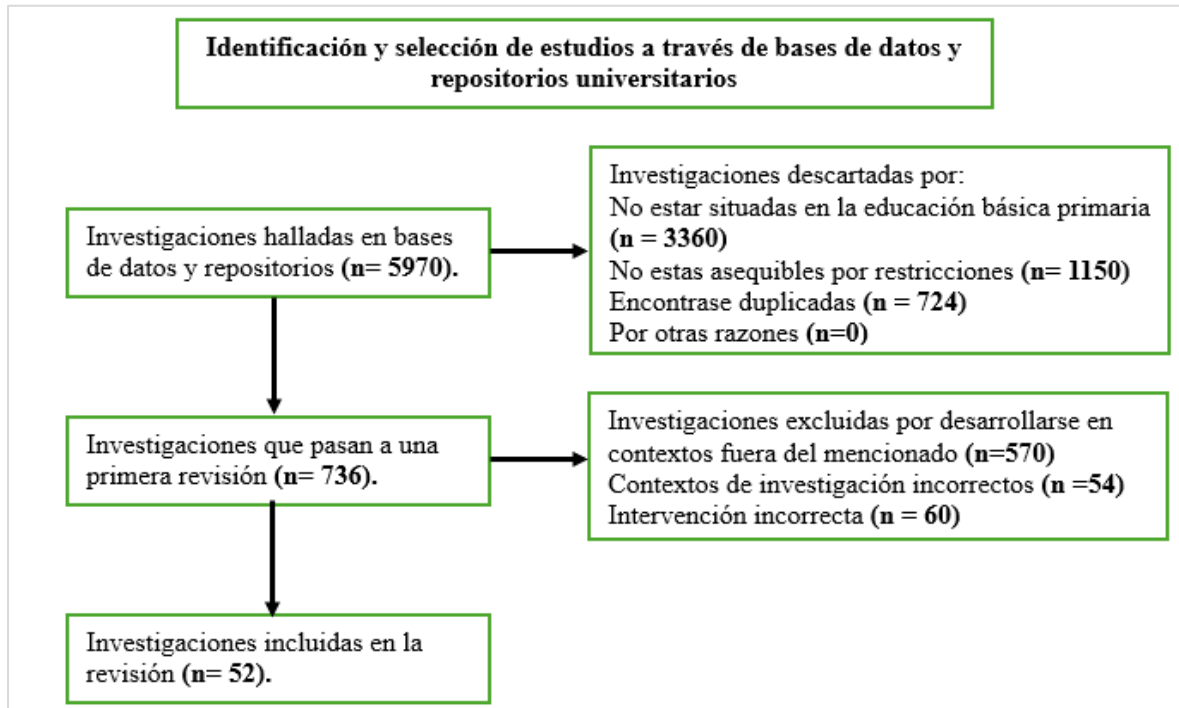 Identificación y selección de estudios a través de bases de datos y
repositorios universitarios
Investigaciones halladas en bases
de datos y repositorios (n= 5970).
Investigaciones descartadas por:
No estar situadas en la educación básica primaria
(n = 3360)
No estas asequibles por restricciones (n= 1150)
Encontrase duplicadas (n = 724)
Por otras razones (n=0)
Investigaciones que pasan a una
primera revisión (n= 736).
Investigaciones excluidas por desarrollarse en
contextos fuera del mencionado (n=570)
Contextos de investigación incorrectos (n =54)
Intervención incorrecta (n = 60)
Investigaciones incluidas en la
revisión (n= 52).